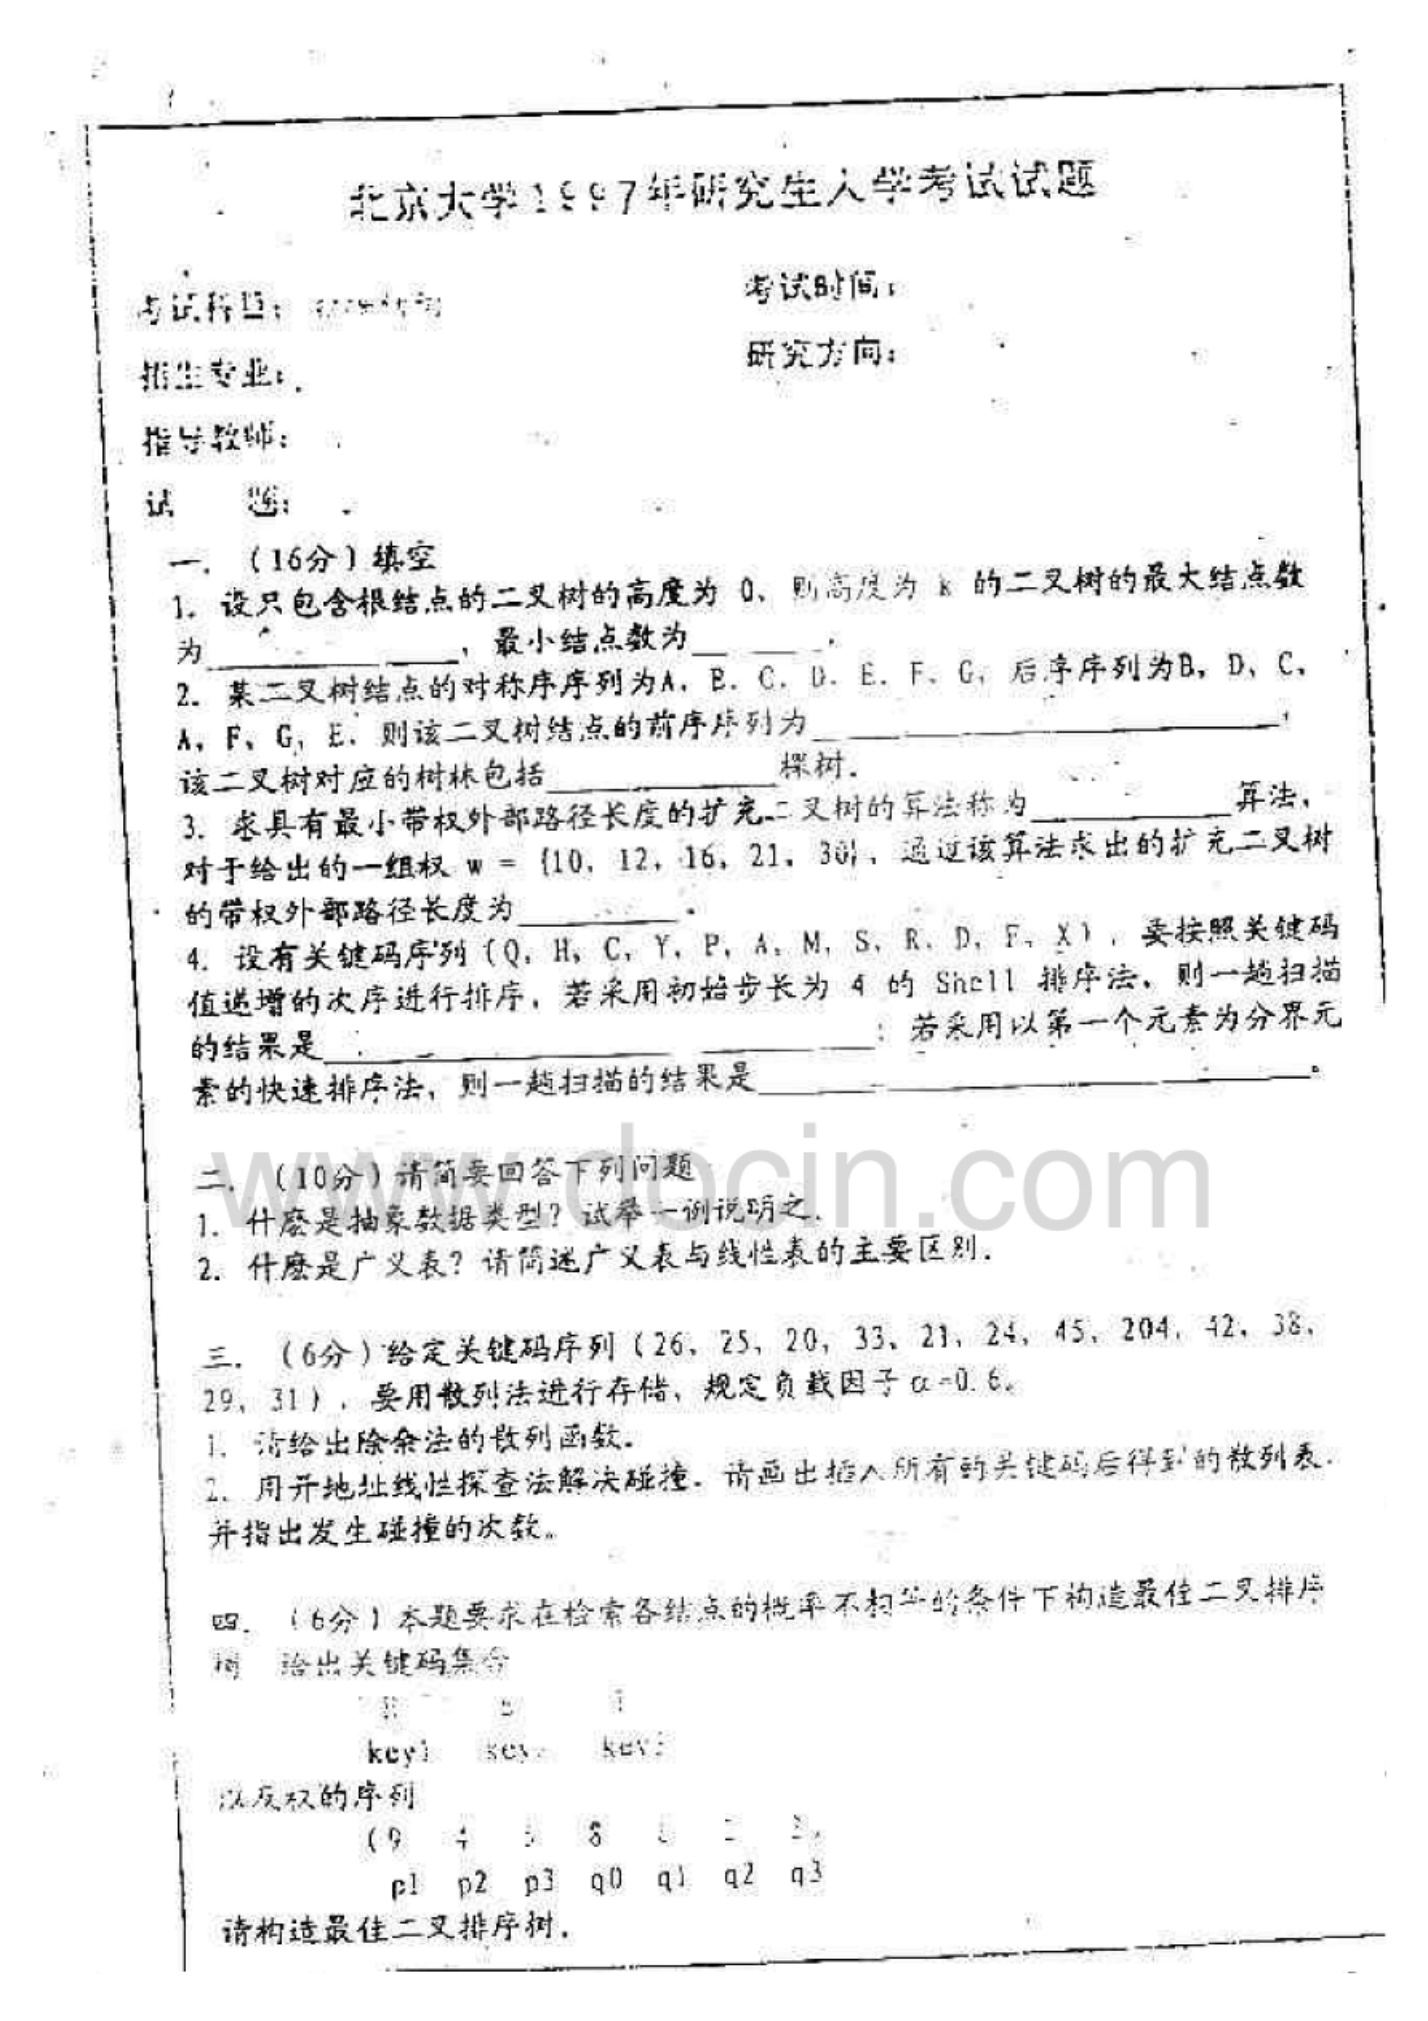 北京大学1997年研究生入学考试试题
考试科目：
考试时间：
招生专业：
研究方向：
指导教师：
试 题：
一. (16分) 填空
1. 设只包含根结点的二叉树的高度为 0, 则高度为 k 的二叉树的最大结点数
为________, 最小结点数为________.
2. 某二叉树结点的对称序序列为A, B, C, D, E, F, G, 后序序列为B, D, C,
A, F, G, E, 则该二叉树结点的前序序列为________,
该二叉树对应的树林包括________棵树.
3. 求具有最小带权外部路径长度的扩充二叉树的算法称为________算法,
对于给出的一组权 w = {10, 12, 16, 21, 30}, 通过该算法求出的扩充二叉树
的带权外部路径长度为________.
4. 设有关键码序列 (Q, H, C, Y, P, A, M, S, R, D, F, X), 要按照关键码
值递增的次序进行排序, 若采用初始步长为 4 的 Shell 排序法, 则一趟扫描
的结果是________; 若采用以第一个元素为分界元
素的快速排序法, 则一趟扫描的结果是________。
www.docin.com
二. (10分) 请简要回答下列问题
1. 什麽是抽象数据类型? 试举一例说明之.
2. 什麽是广义表? 请简述广义表与线性表的主要区别.
三. (6分) 给定关键码序列 (26, 25, 20, 33, 21, 24, 45, 204, 42, 38,
29, 31), 要用散列法进行存储, 规定负载因子 α=0.6。
1. 请给出除余法的散列函数.
2. 用开地址线性探查法解决碰撞. 请画出插入所有的关键码后得到的散列表.
并指出发生碰撞的次数。
四. (6分) 本题要求在检索各结点的概率不相等的条件下构造最佳二叉排序
树 给出关键码集合
key1 key2 key3
以及权的序列
(9 4 8
p1 p2 p3 q0 q1 q2 q3
请构造最佳二叉排序树.